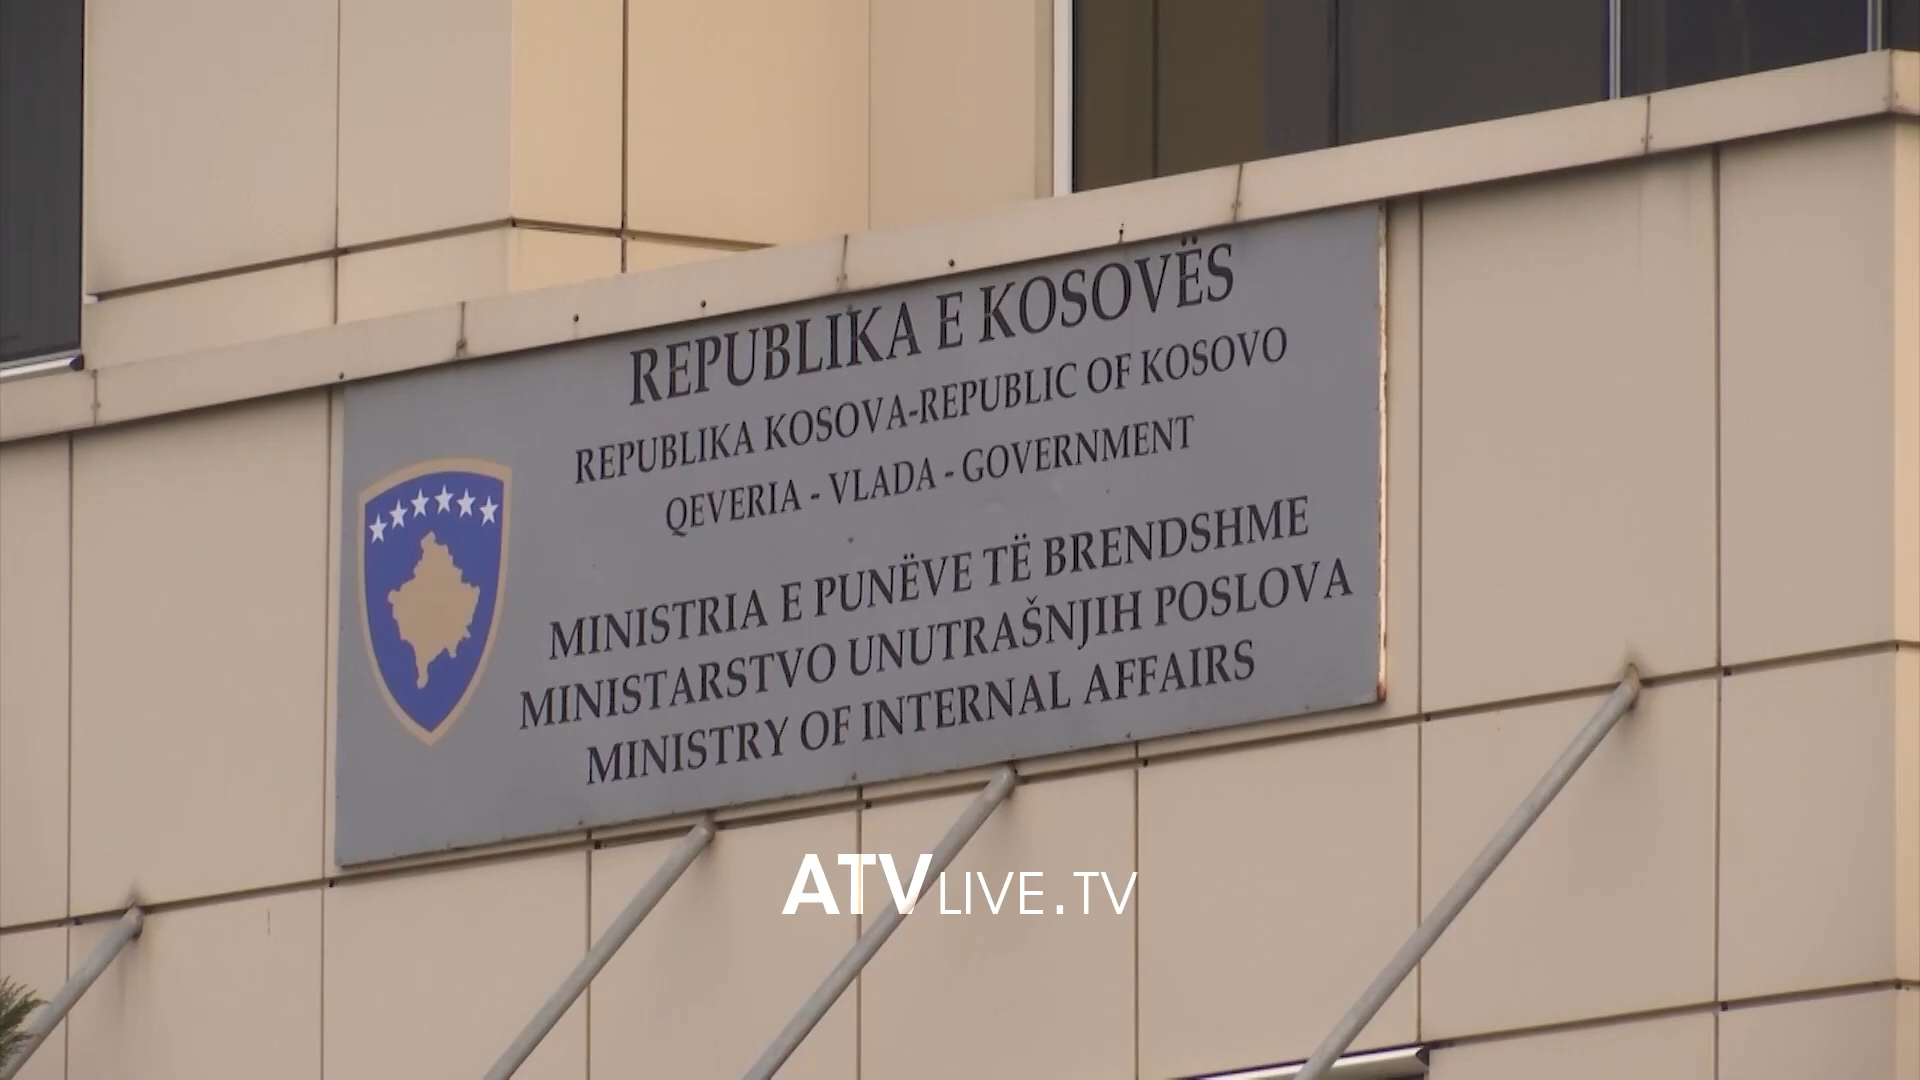 REPUBLIKA E KOSOVËS
REPUBLIKA KOSOVA-REPUBLIC OF KOSOVO
QEVERIA - VLADA - GOVERNMENT
MINISTRIA E PUNËVE TË BRENDSHME
MINISTARSTVO UNUTRAŠNJIH POSLOVA
MINISTRY OF INTERNAL AFFAIRS
ATVLIVE.TV